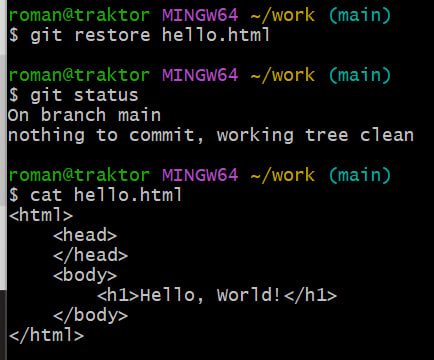 roman@traktor MINGW64 ~/work (main)
$ git restore hello.html

roman@traktor MINGW64 ~/work (main)
$ git status
On branch main
nothing to commit, working tree clean

roman@traktor MINGW64 ~/work (main)
$ cat hello.html
<html>
    <head>
    </head>
    <body>
        <h1>Hello, World!</h1>
    </body>
</html>